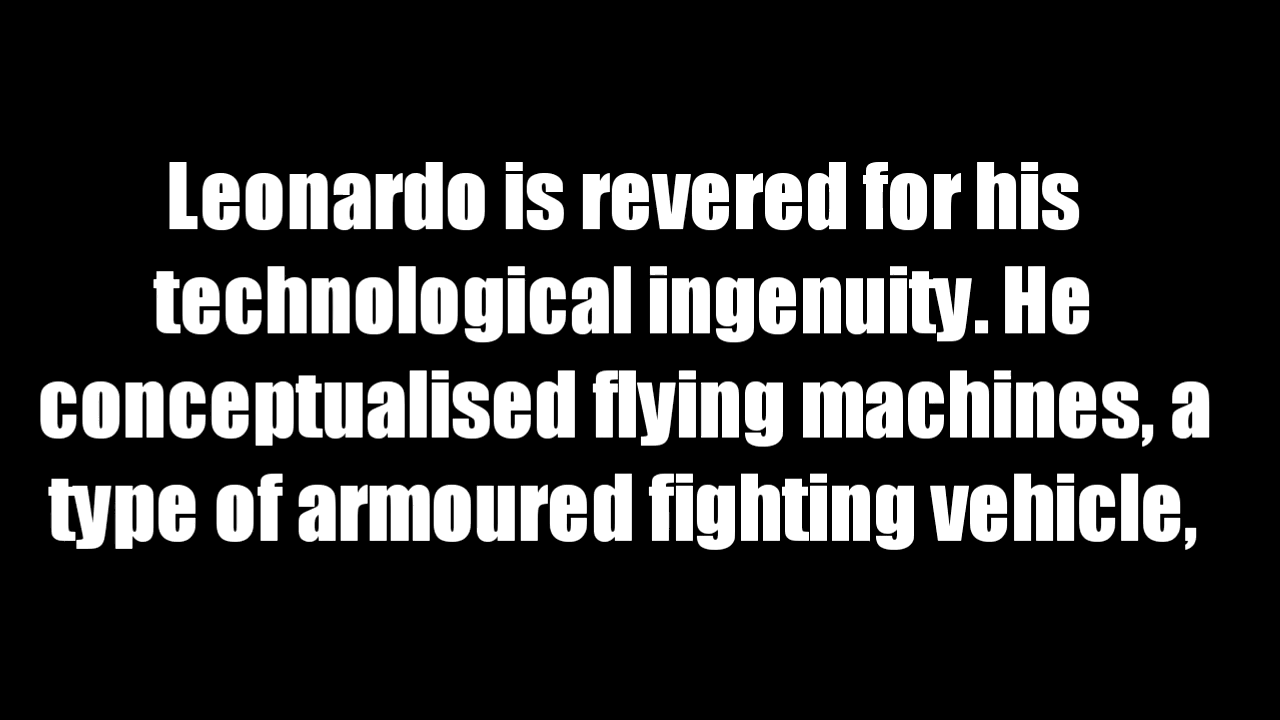 Leonardo is revered for his
technological ingenuity. He
conceptualised flying machines, a
type of armoured fighting vehicle,